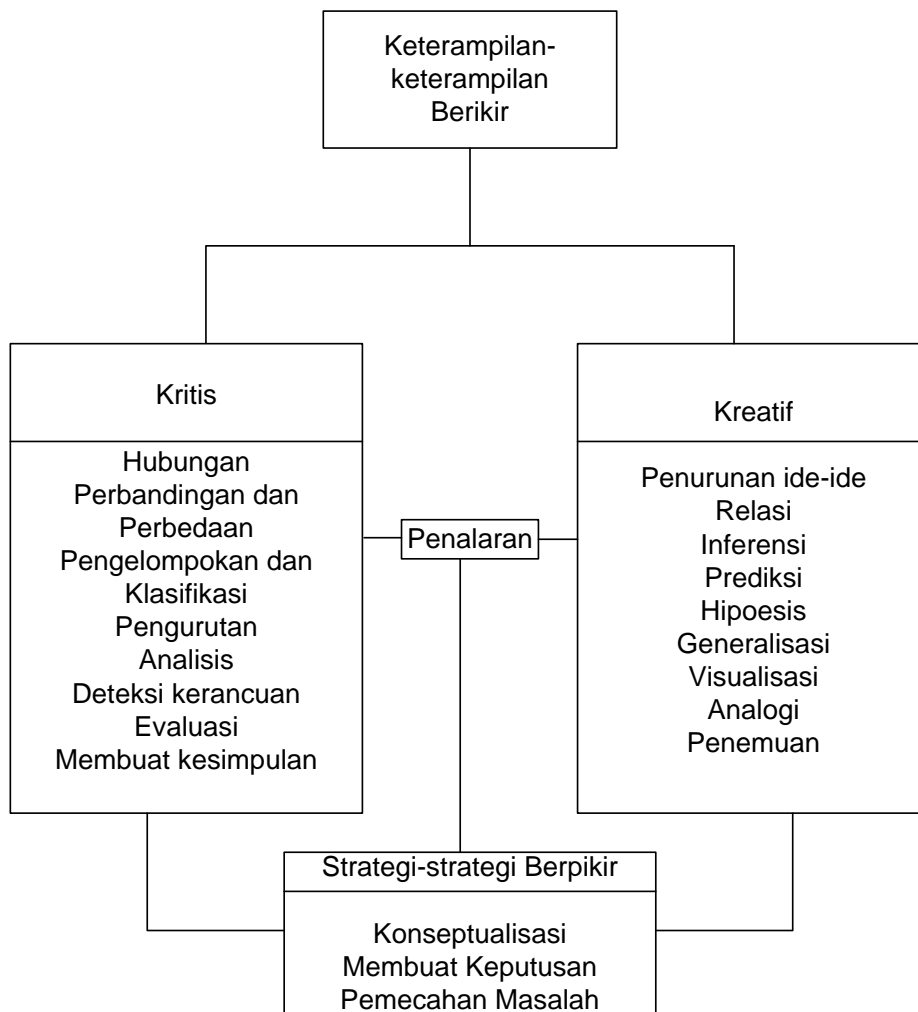 Keterampilan-
keterampilan
Berikir
Kritis
Hubungan
Perbandingan dan
Perbedaan
Pengelompokan dan
Klasifikasi
Pengurutan
Analisis
Deteksi kerancuan
Evaluasi
Membuat kesimpulan
Penalaran
Kreatif
Penurunan ide-ide
Relasi
Inferensi
Prediksi
Hipoesis
Generalisasi
Visualisasi
Analogi
Penemuan
Strategi-strategi Berpikir
Konseptualisasi
Membuat Keputusan
Pemecahan Masalah